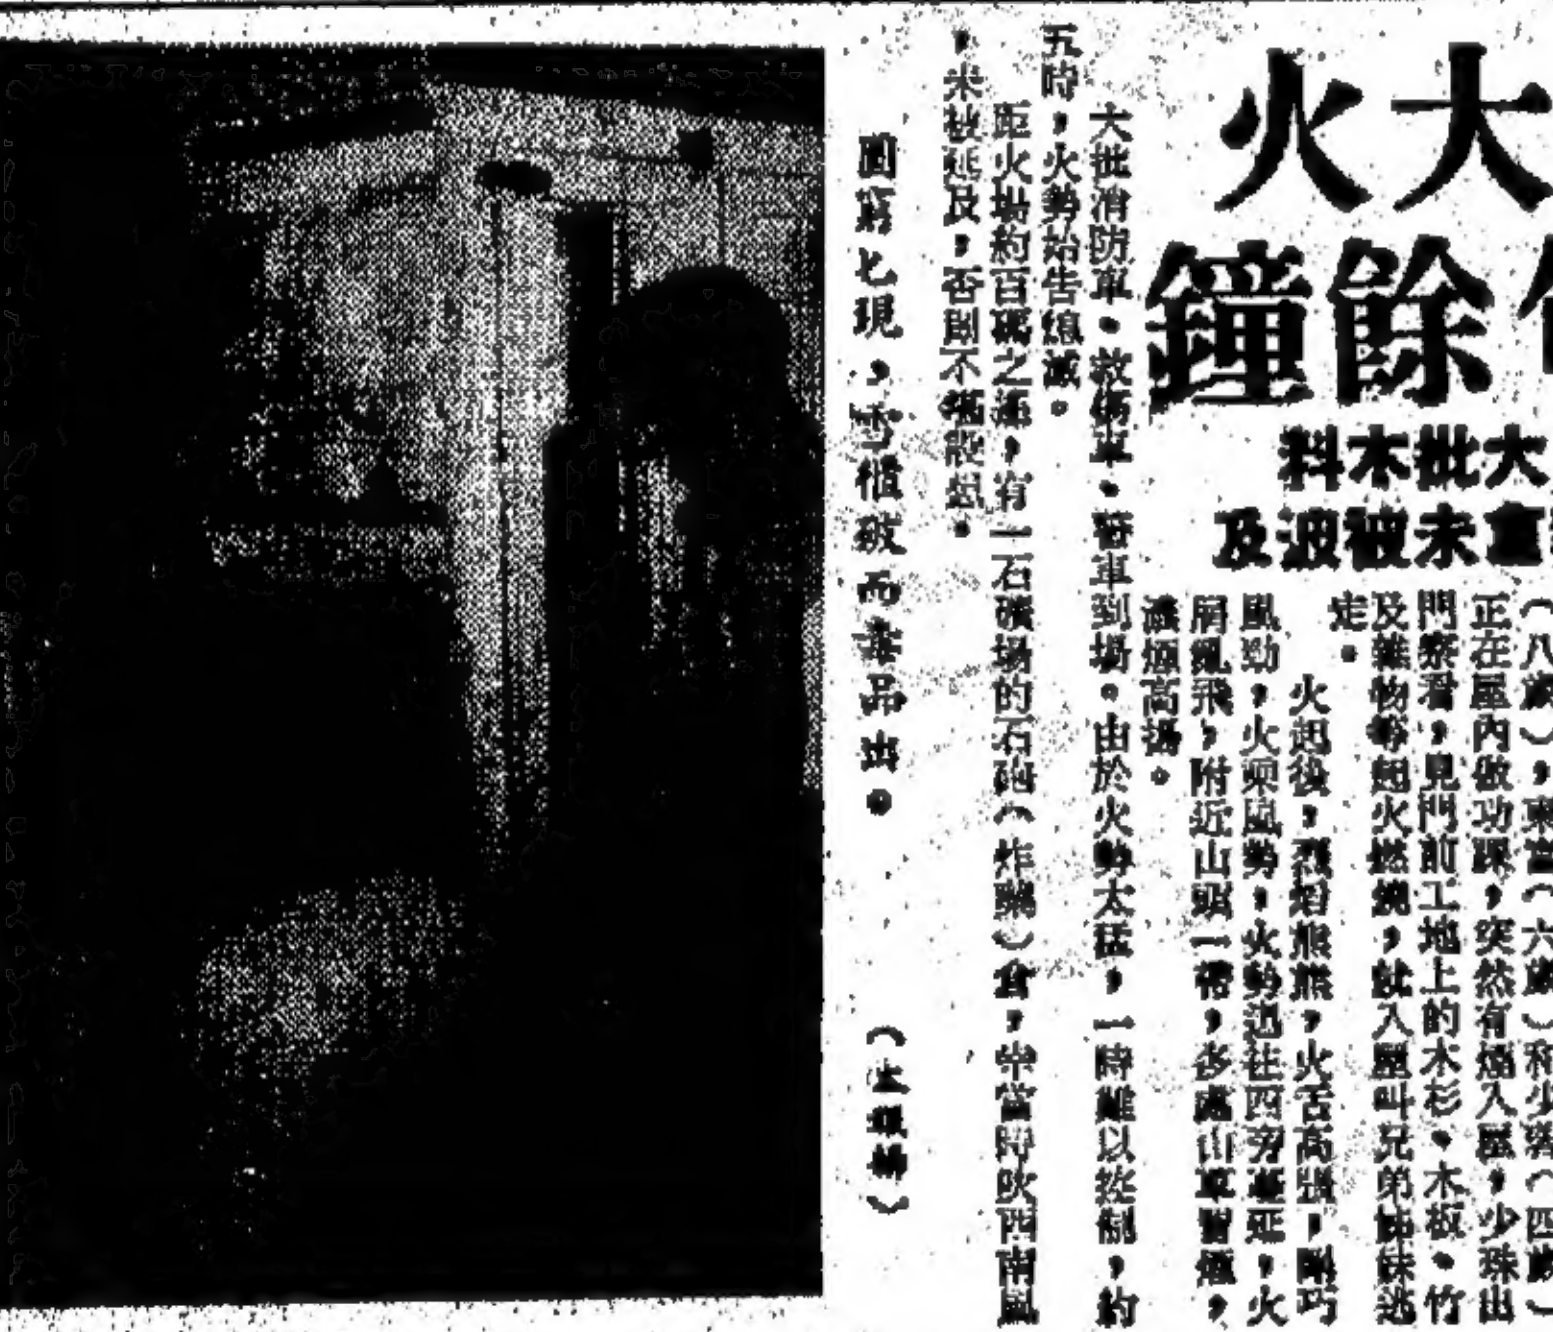 大火
餘鐘
大批木料
未被波及
(八歲),東當(六歲)和少落(四歲)
正在屋內做功課,突然有煙入屋,少珠出
門察看,見門前工地上的木杉、木板、竹
及雜物等起火燃燒,就入屋叫兄弟姊妹逃
走。
火起後,烈焰熊熊,火舌高張,剛巧
風勁,火乘風勢,火勢迅往四旁蔓延,火
屑亂飛,附近山頭一帶,多處山草冒煙,
濃煙高揚。
大批消防車、救傷車、警車到場。由於火勢太猛,一時難以控制,約
五時,火勢始告熄滅。
距火場約百碼之遙,有一石礦場的石砲(炸藥)倉,幸當時吹西南風
,未被延及,否則不堪設想。
圖窮匕現,雪櫃破而毒品出。